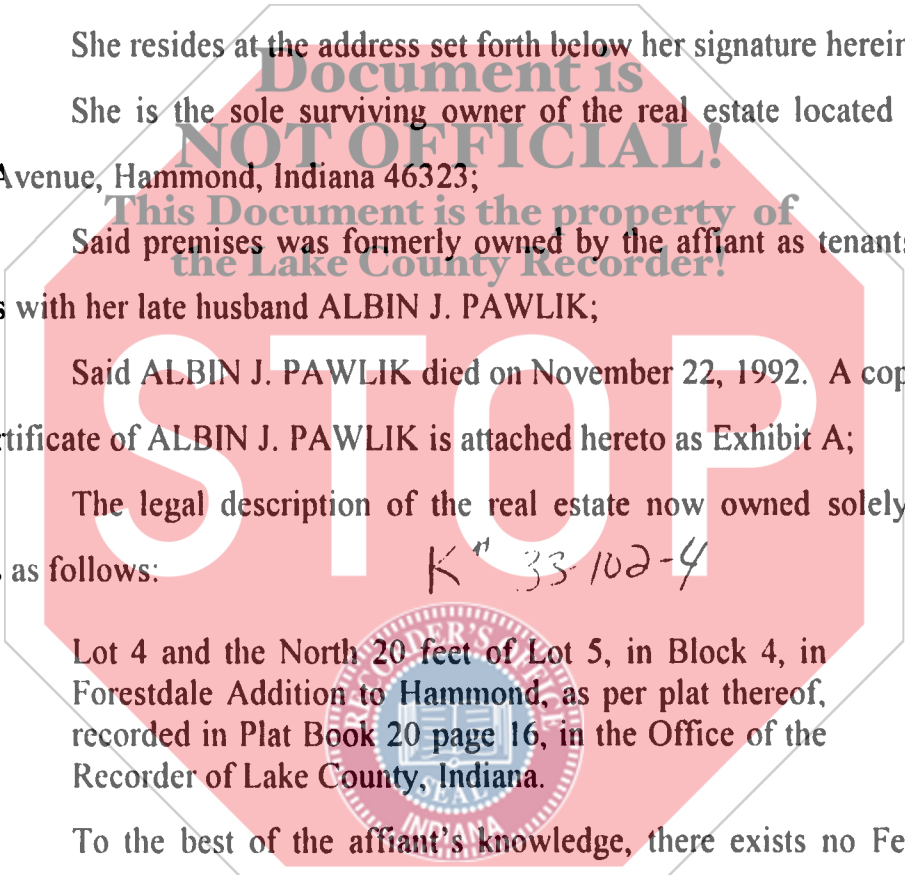 She resides at the address set forth below her signature herein
Document is
She is the sole surviving owner of the real estate located
NOT OFFICIAL!
Avenue, Hammond, Indiana 46323;
This Document is the property of
Said premises was formerly owned by the affiant as tenants
the Lake County Recorder!
s with her late husband ALBIN J. PAWLIK;
STOP
Said ALBIN J. PAWLIK died on November 22, 1992. A cop
rtificate of ALBIN J. PAWLIK is attached hereto as Exhibit A;
The legal description of the real estate now owned solely
as follows:
K" 33-102-4
Lot 4 and the North 20 feet of Lot 5, in Block 4, in
Forestdale Addition to Hammond, as per plat thereof,
recorded in Plat Book 20 page 16, in the Office of the
Recorder of Lake County, Indiana.
RECORDER'S OFFICE
SEAL
INDIANA
To the best of the affiant's knowledge, there exists no Fe